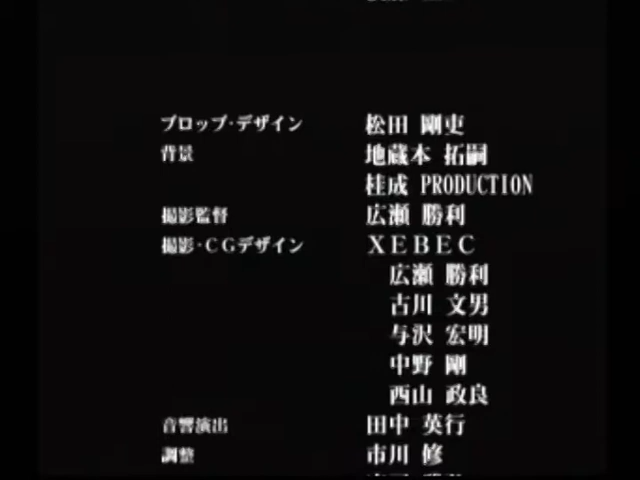 プロップ・デザイン 松田 剛吏
背景 地蔵本 拓嗣
桂成 PRODUCTION
撮影監督 広瀬 勝利
撮影・CGデザイン XEBEC
広瀬 勝利
古川 文男
与沢 宏明
中野 剛
西山 政良
音響演出 田中 英行
調整 市川 修